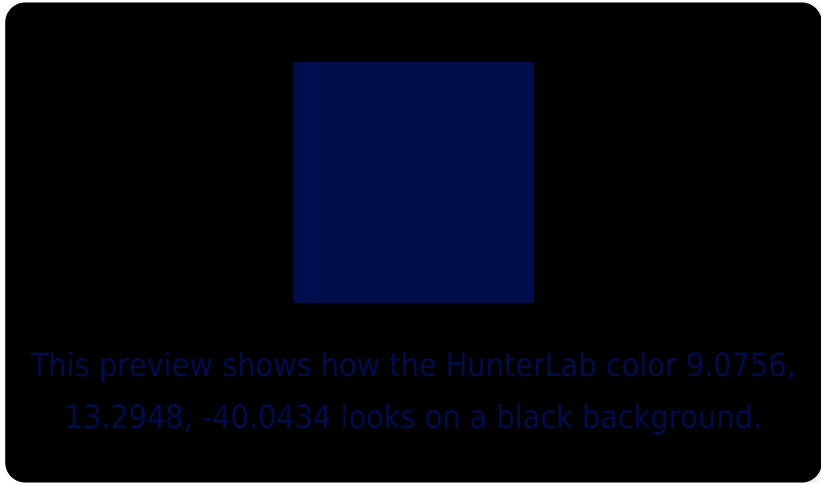 This preview shows how the HunterLab color 9.0756,
13.2948, -40.0434 looks on a black background.